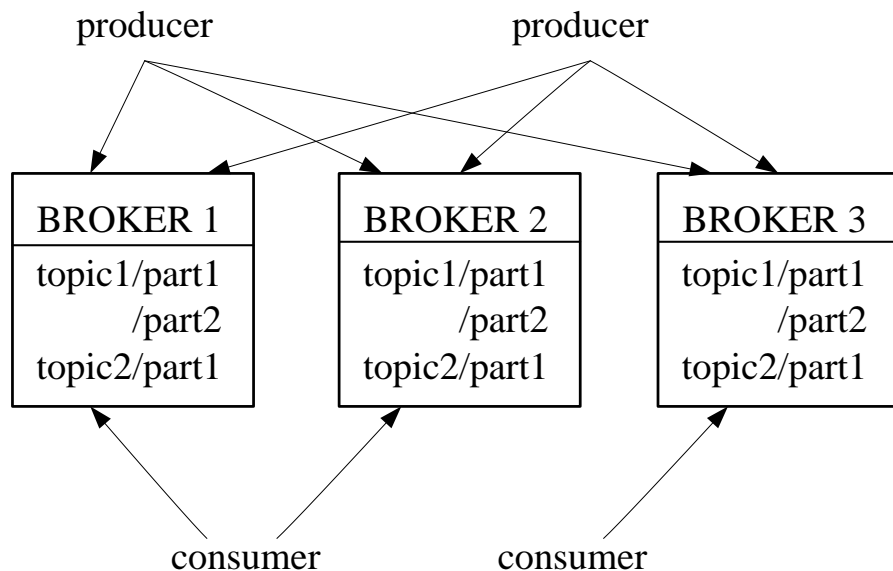 producer
producer
BROKER 1
topic1/part1
/part2
topic2/part1
BROKER 2
topic1/part1
/part2
topic2/part1
BROKER 3
topic1/part1
/part2
topic2/part1
consumer
consumer